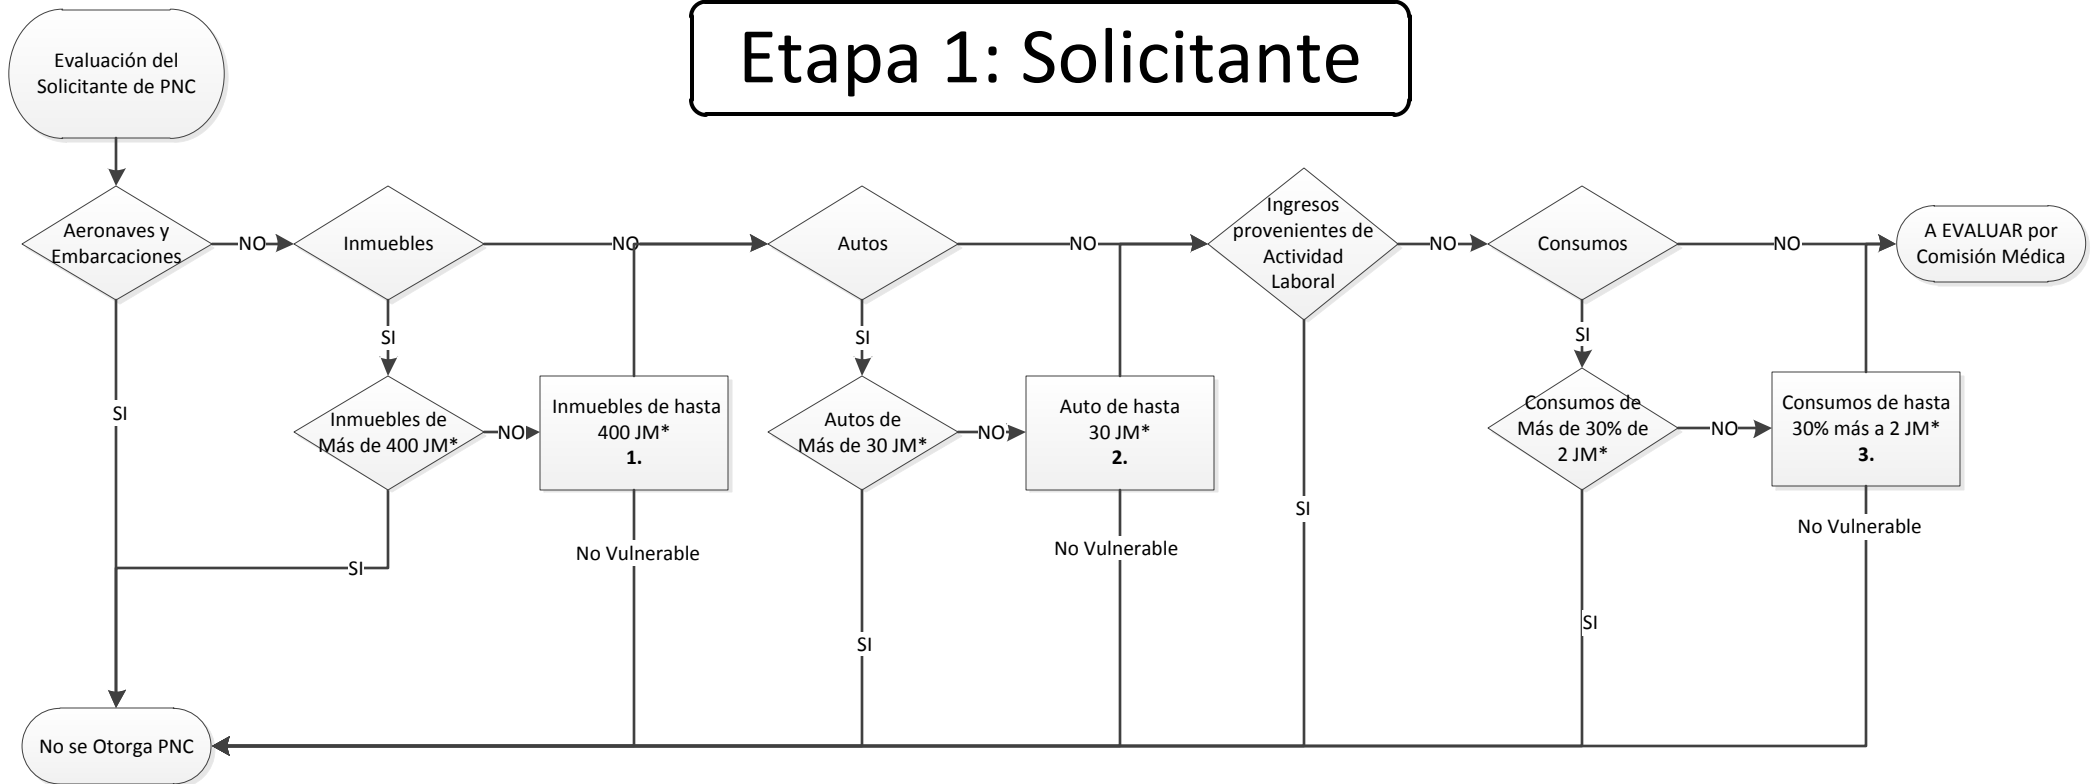 Etapa 1: Solicitante
Evaluación del
Solicitante de PNC
Aeronaves y
Embarcaciones
NO
Inmuebles
NO
Autos
NO
Ingresos
provenientes de
Actividad
Laboral
NO
Consumos
NO
A EVALUAR por
Comisión Médica
SI
SI
SI
SI
Inmuebles de
Más de 400 JM*
NO
Inmuebles de hasta
400 JM*
1.
Autos de
Más de 30 JM*
NO
Auto de hasta
30 JM*
2.
Consumos de
Más de 30% de
2 JM*
NO
Consumos de hasta
30% más a 2 JM*
3.
SI
No Vulnerable
No Vulnerable
No Vulnerable
SI
SI
SI
No se Otorga PNC